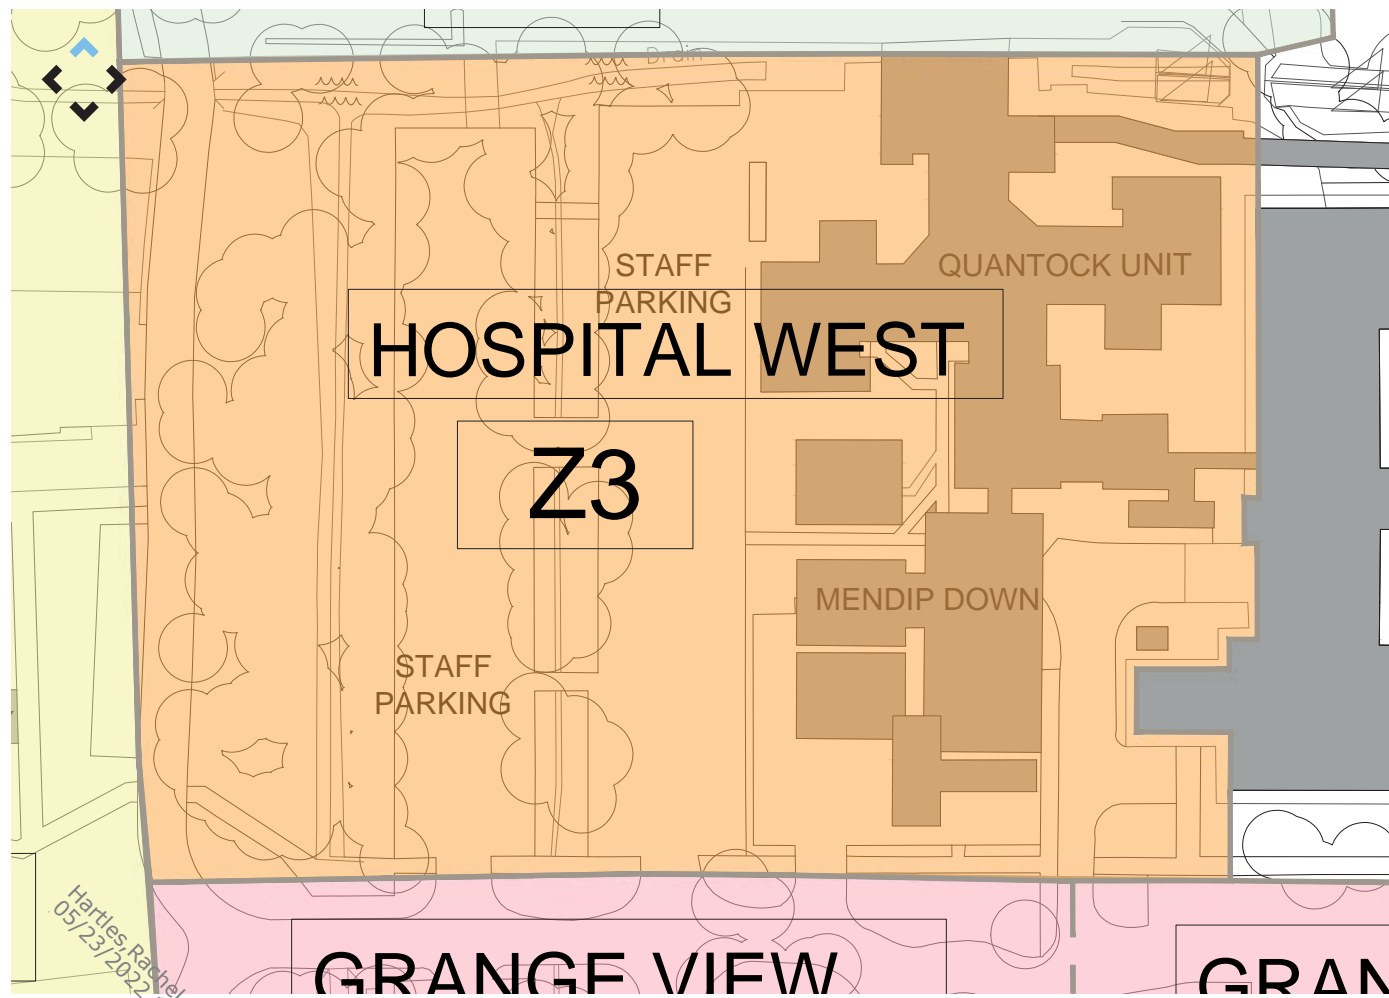 Drain
STAFF
PARKING
QUANTOCK UNIT
HOSPITAL WEST
Z3
MENDIP DOWN
STAFF
PARKING
Hartles, Rachel
05/23/2022
GRANGE VIEW
GRAN